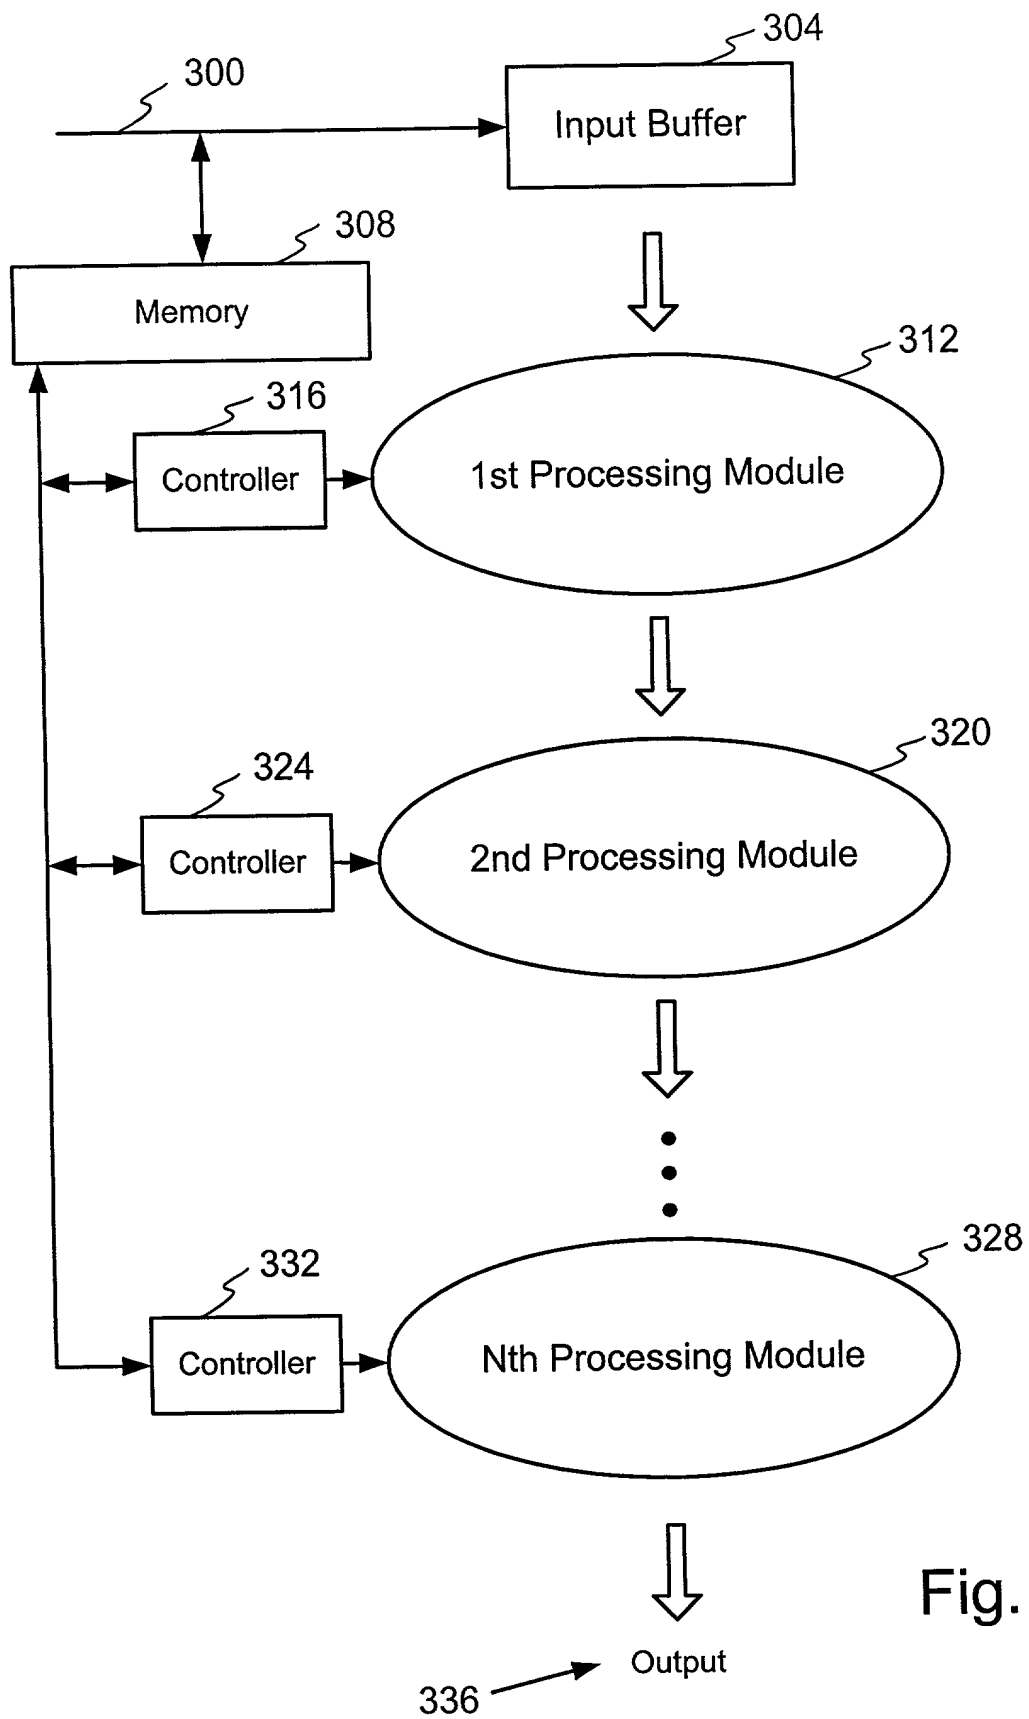 304
300
Input Buffer
308
Memory
312
316
1st Processing Module
Controller
320
324
2nd Processing Module
Controller
328
332
Nth Processing Module
Controller
Fig.
Output
336